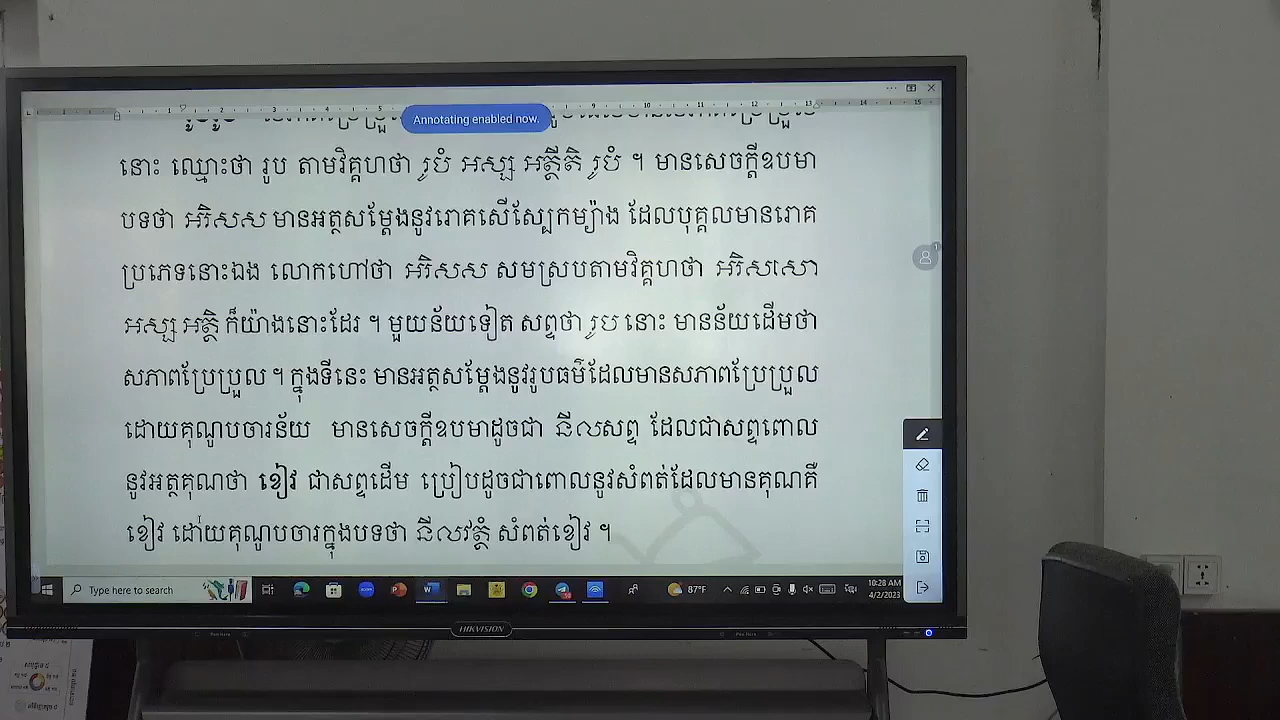 Annotating enabled now.
នោះ ឈ្មោះថា រូប តាមវិគ្គហថា រូបំ អស្ស អត្ថីតិ រូបំ ។ មានសេចក្តីឧបមា
បទថា អរិសស មានអត្ថសម្តែងនូវរោគសើស្បែកម្យ៉ាង ដែលបុគ្គលមានរោគ
ប្រភេទនោះឯង លោកហៅថា អរិសស សមស្របតាមវិគ្គហថា អរិសសោ
អស្ស អត្ថិ ក៏យ៉ាងនោះដែរ ។ មួយន័យទៀត សព្ទថា រូប នោះ មានន័យដើមថា
សភាពប្រែប្រួល ។ ក្នុងទីនេះ មានអត្ថសម្តែងនូវរូបធម៌ដែលមានសភាពប្រែប្រួល
ដោយគុណូបចារន័យ មានសេចក្តីឧបមាដូចជា នីលសព្ទ ដែលជាសព្ទពោល
នូវអត្ថគុណថា ខៀវ ជាសព្ទដើម ប្រៀបដូចជាពោលនូវសំពត់ដែលមានគុណគឺ
ខៀវ ដោយគុណូបចារក្នុងបទថា នីលវត្ថំ សំពត់ខៀវ ។
Type here to search
87°F
10:28 AM
4/2/2023
HIKVISION